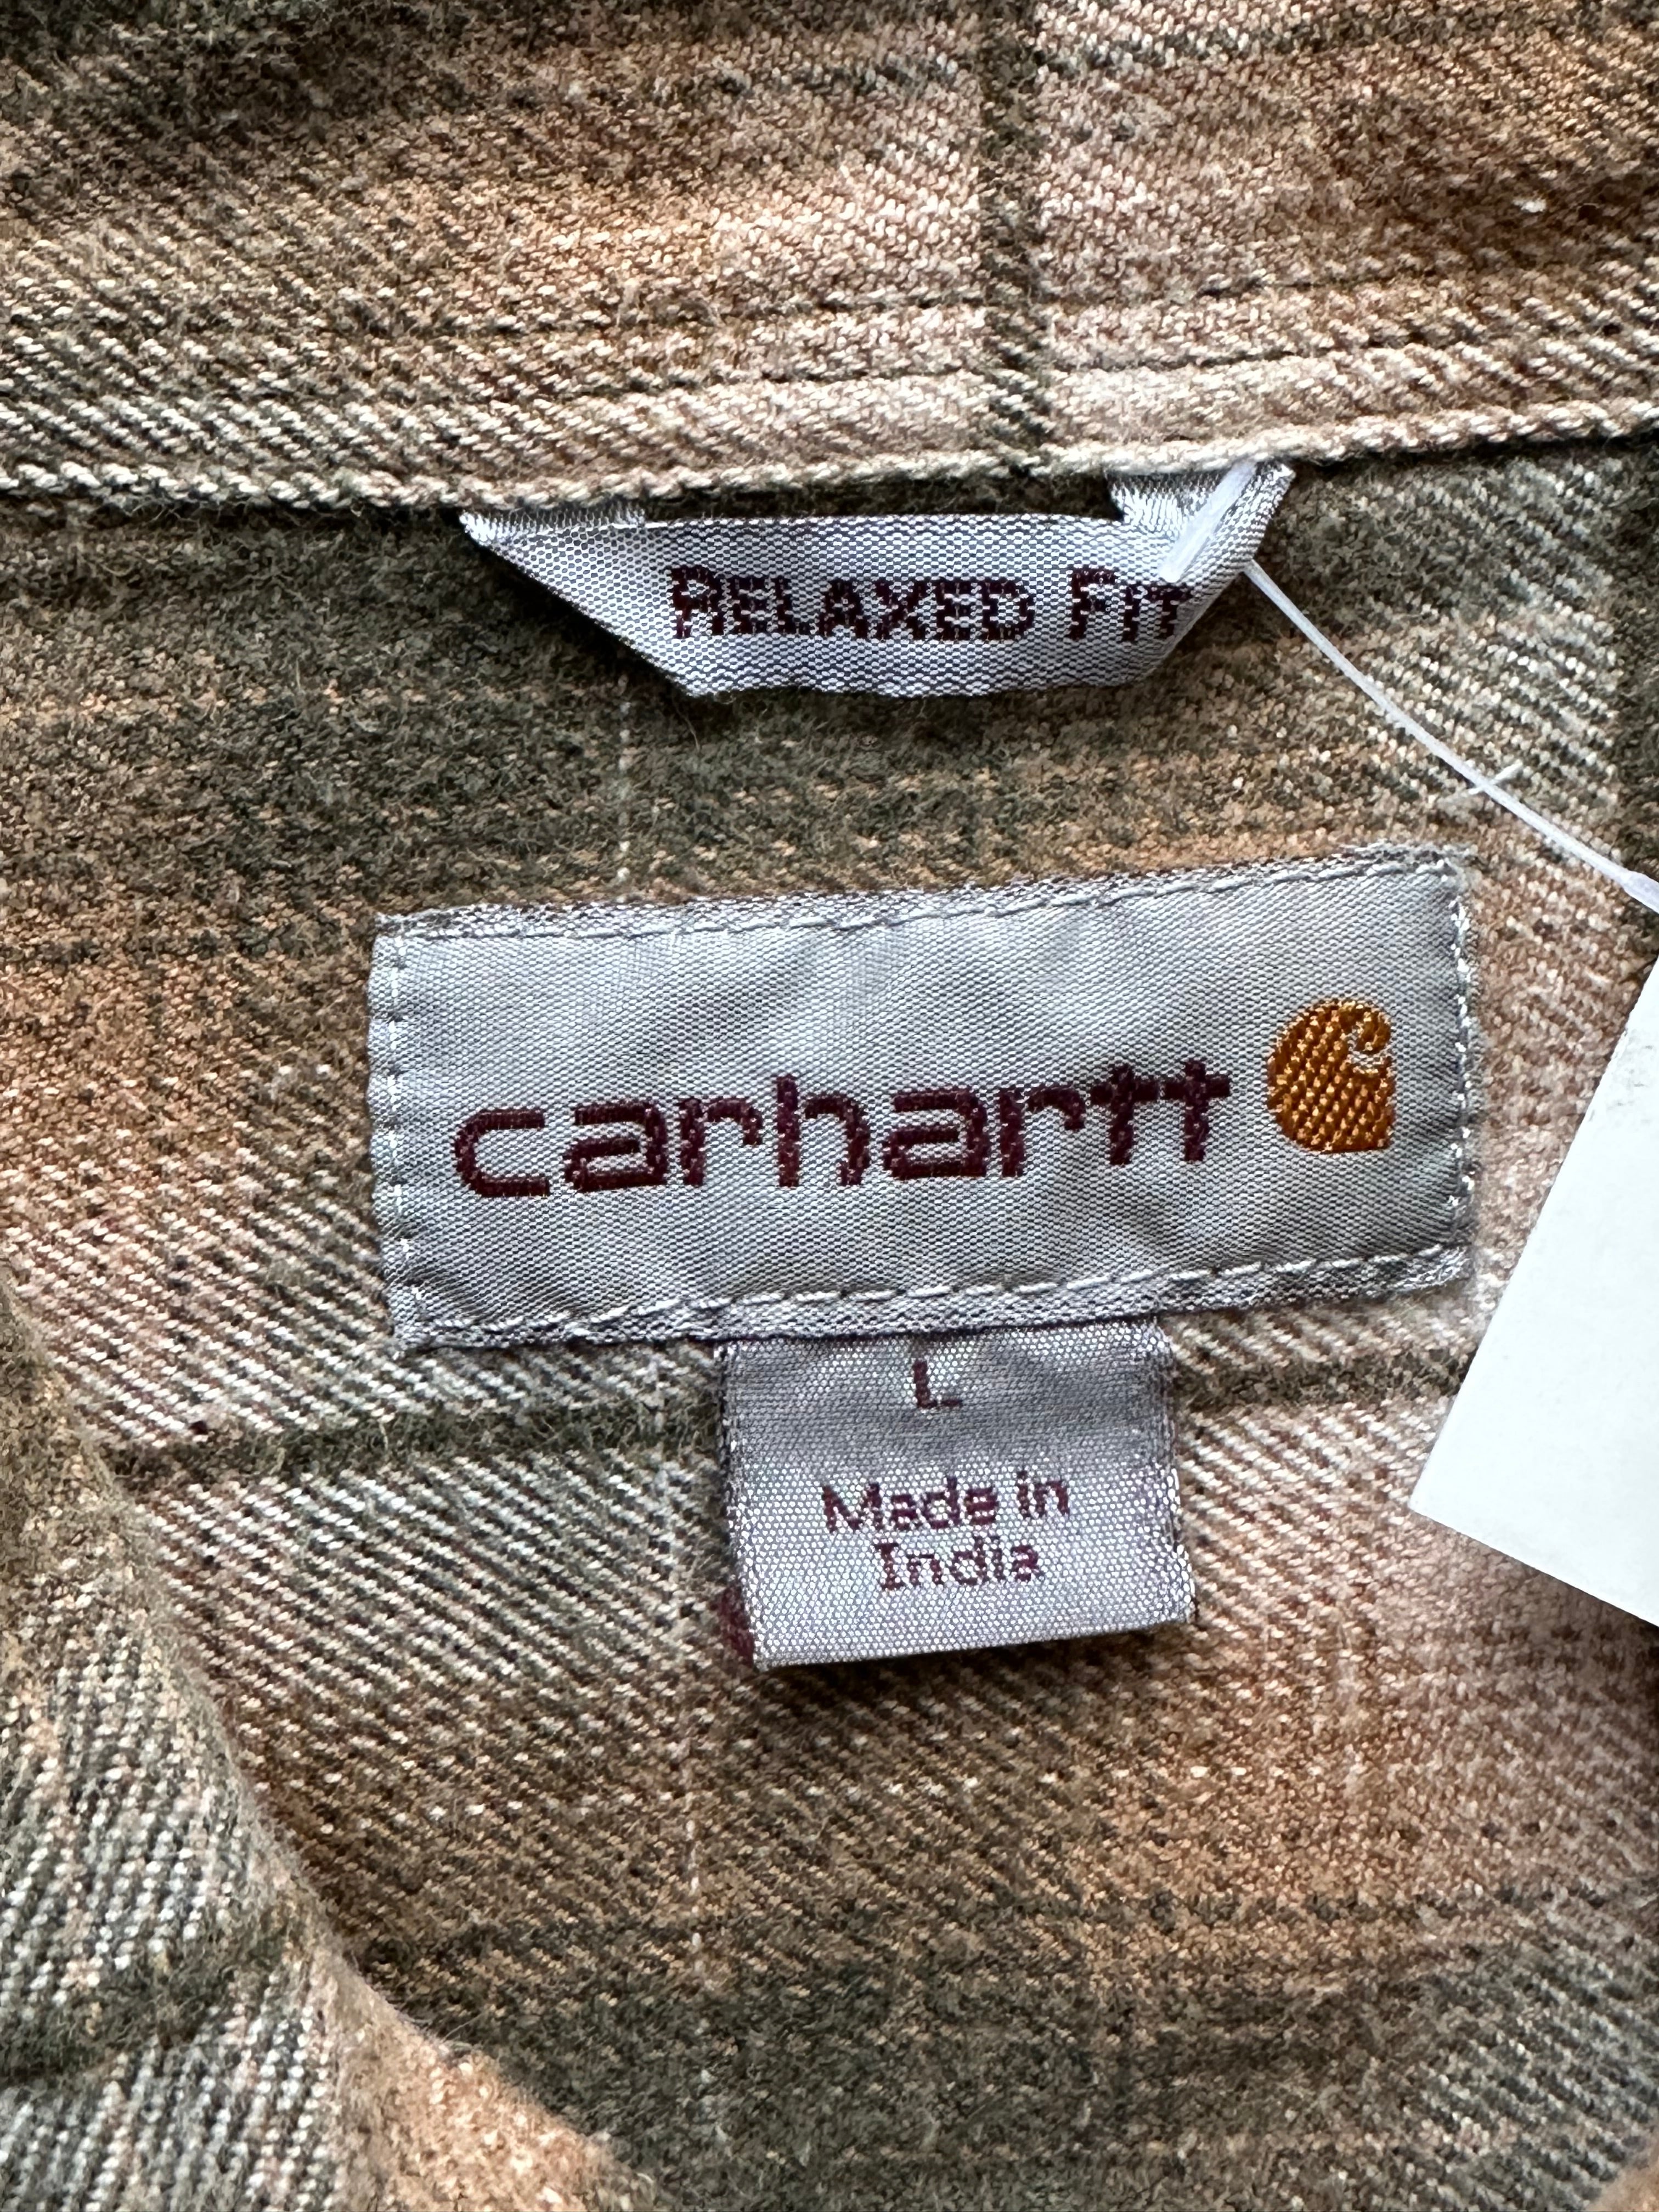 RELAXED FIT
carhartt
L
Made in
India